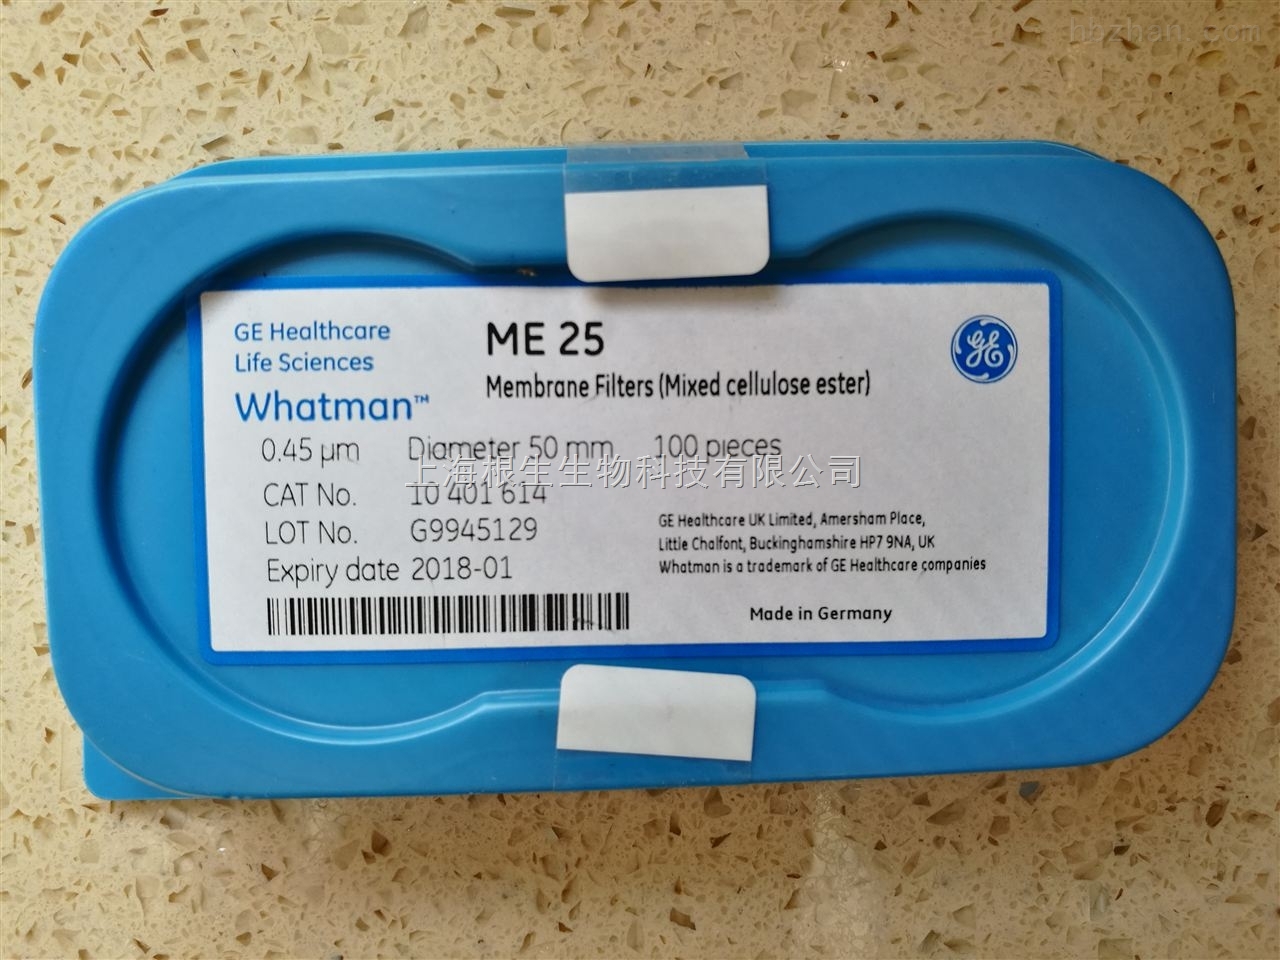 hbzhan.com
GE Healthcare
Life Sciences
Whatman™
ME 25
Membrane Filters (Mixed cellulose ester)
GE
0.45 µm Diameter 50 mm 100 pieces
上海根生生物科技有限公司
CAT No. 10 401 614
LOT No. G9945129
Expiry date 2018-01
GE Healthcare UK Limited, Amersham Place,
Little Chalfont, Buckinghamshire HP7 9NA, UK
Whatman is a trademark of GE Healthcare companies
Made in Germany